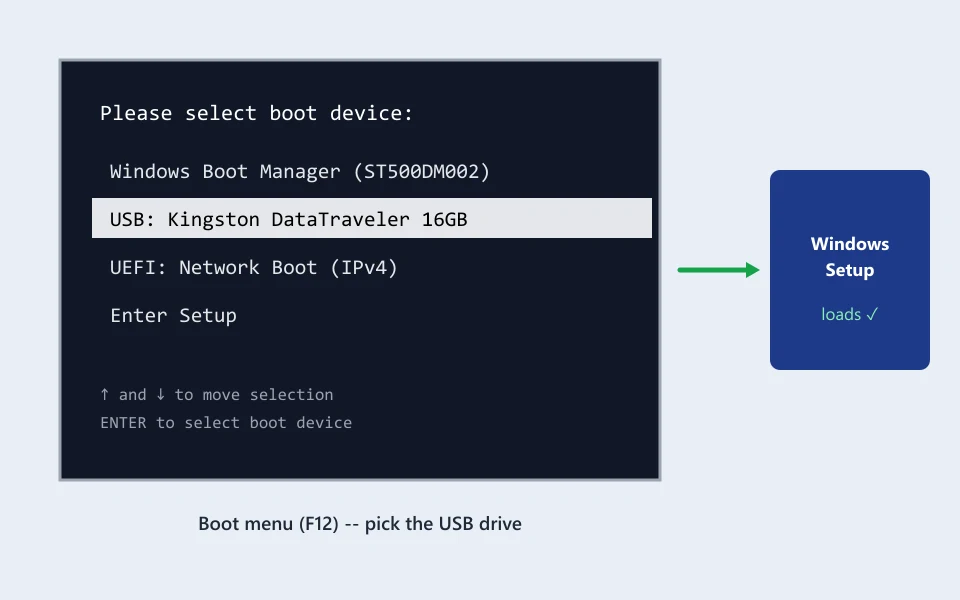 Please select boot device:
Windows Boot Manager (ST500DM002)
USB: Kingston DataTraveler 16GB
UEFI: Network Boot (IPv4)
Enter Setup
↑ and ↓ to move selection
ENTER to select boot device
Windows
Setup
loads ✓
Boot menu (F12) -- pick the USB drive